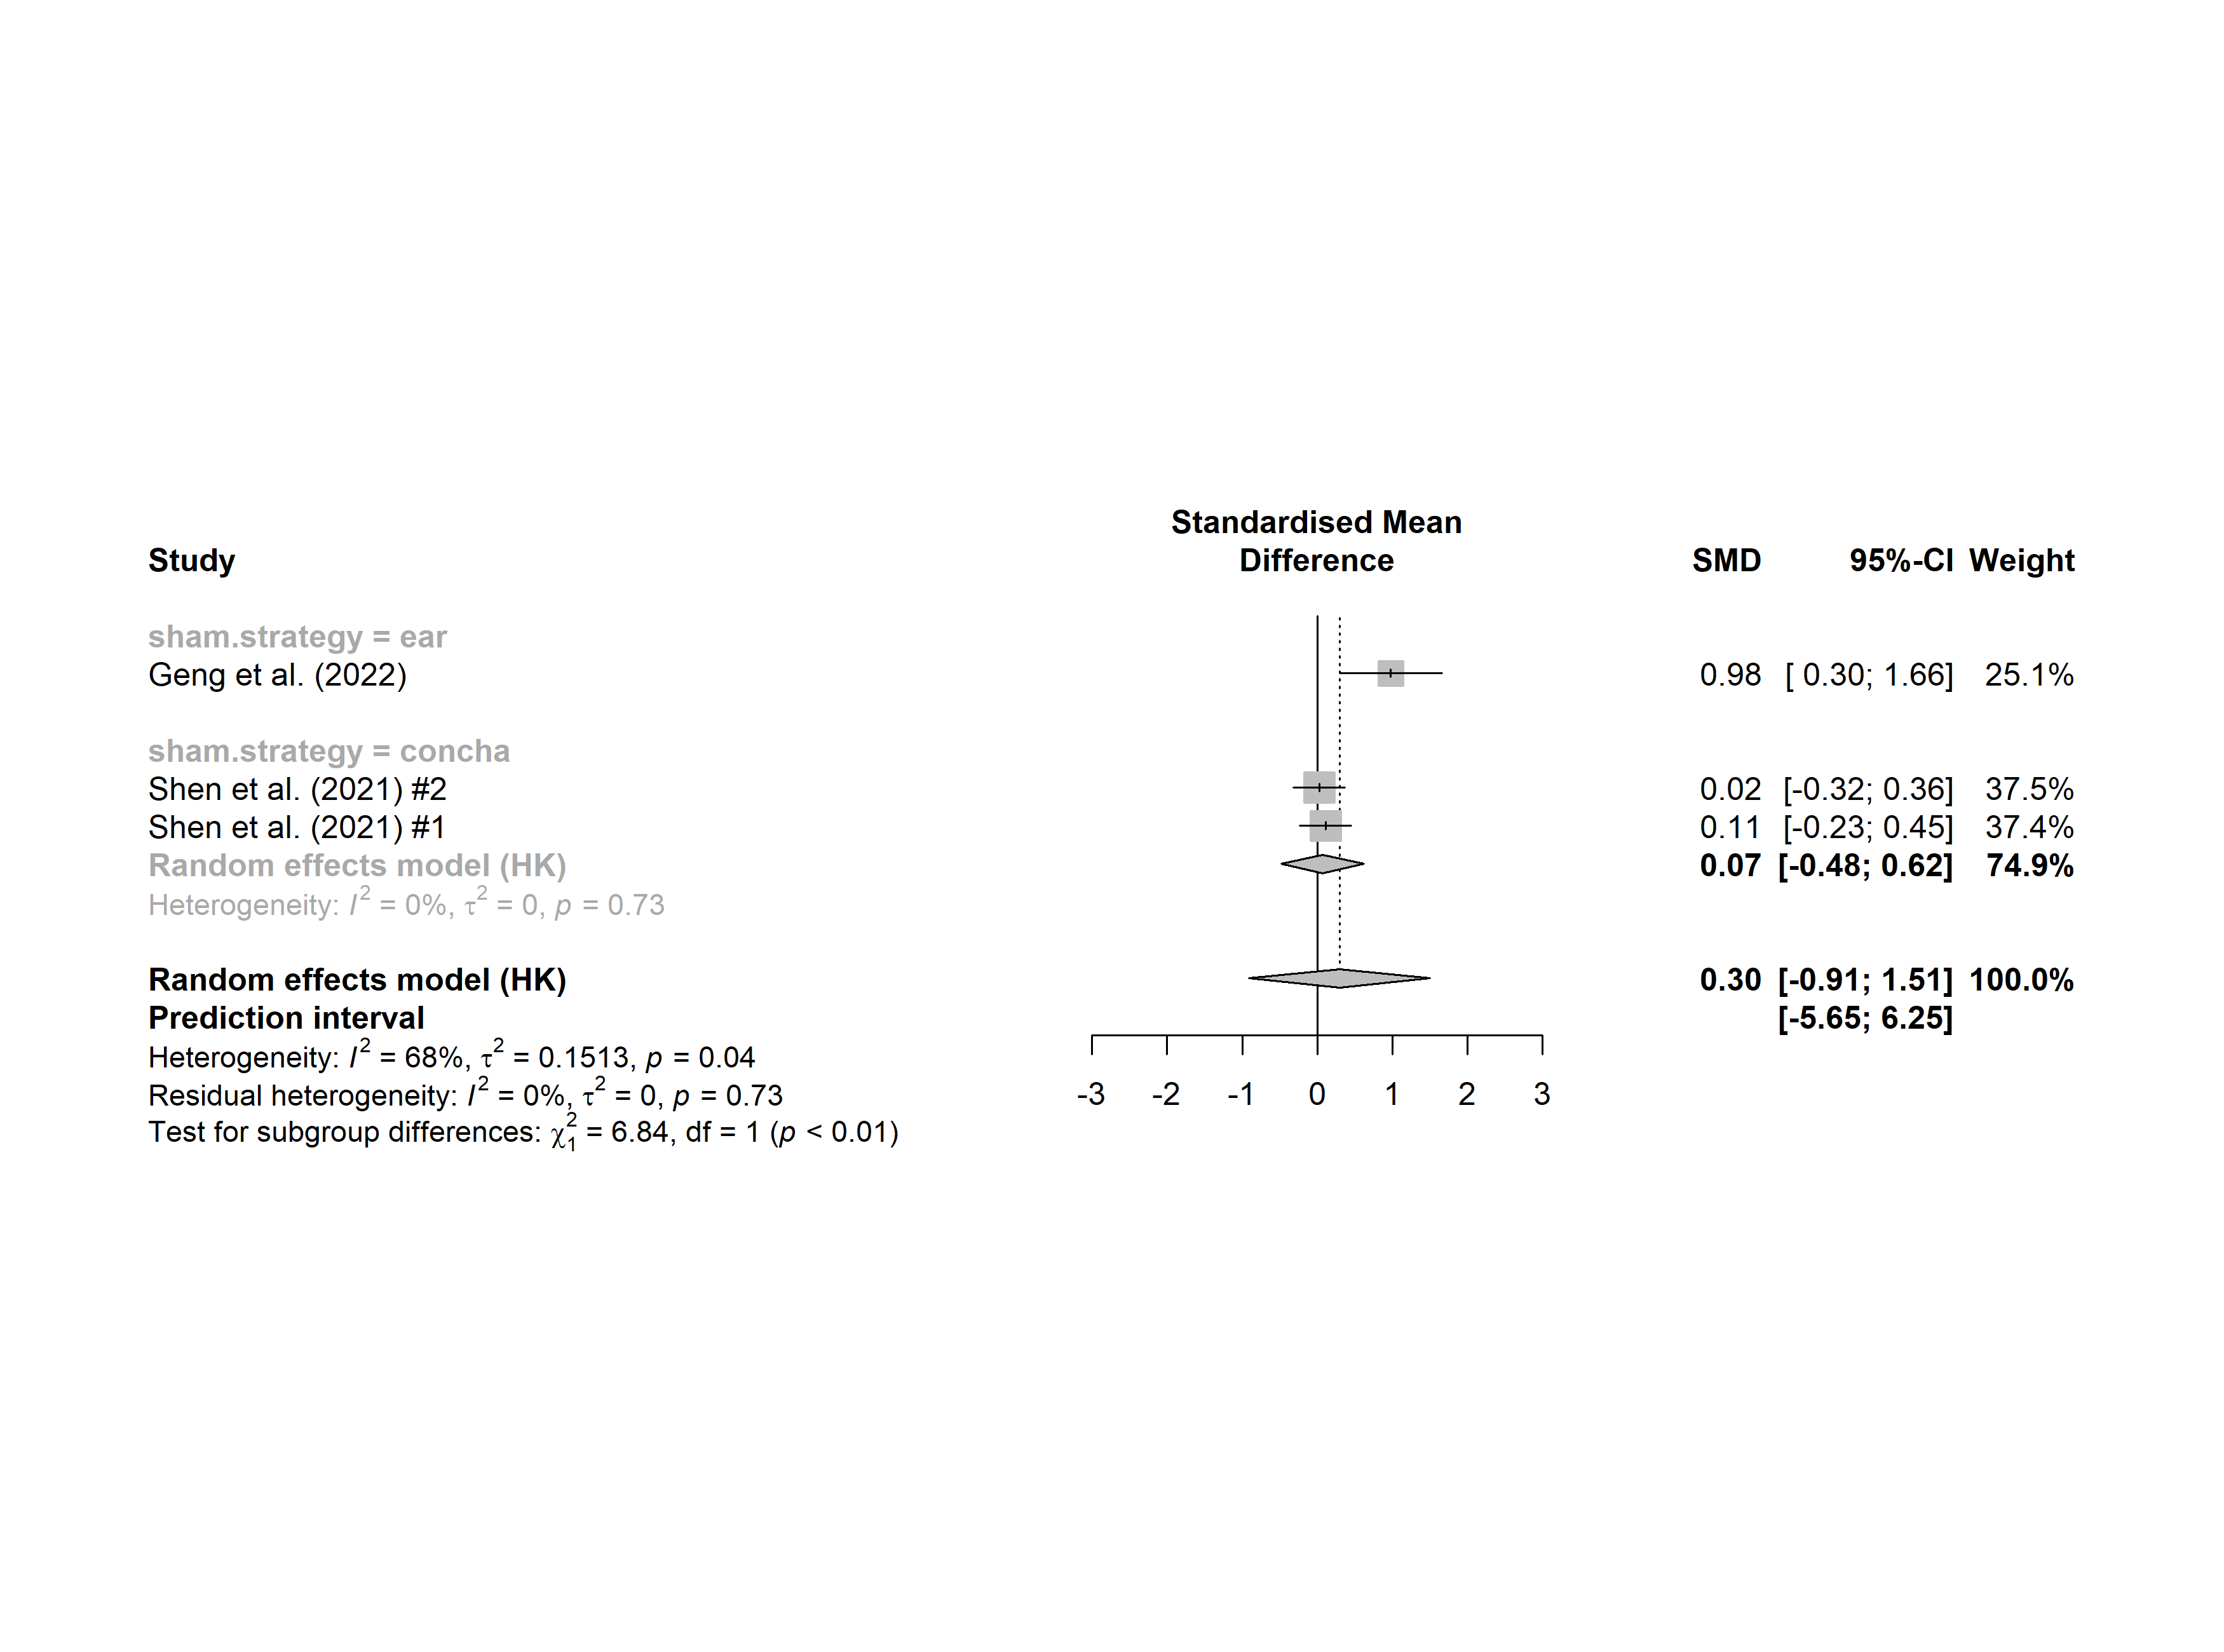 Standardised Mean
Study Difference SMD 95%-CI Weight
sham.strategy = ear
Geng et al. (2022) 0.98 [ 0.30; 1.66] 25.1%
sham.strategy = concha
Shen et al. (2021) #2 0.02 [-0.32; 0.36] 37.5%
Shen et al. (2021) #1 0.11 [-0.23; 0.45] 37.4%
Random effects model (HK) 0.07 [-0.48; 0.62] 74.9%
Heterogeneity: I² = 0%, τ² = 0, p = 0.73
Random effects model (HK) 0.30 [-0.91; 1.51] 100.0%
Prediction interval [-5.65; 6.25]
Heterogeneity: I² = 68%, τ² = 0.1513, p = 0.04
Residual heterogeneity: I² = 0%, τ² = 0, p = 0.73
Test for subgroup differences: χ²₁ = 6.84, df = 1 (p < 0.01)
-3 -2 -1 0 1 2 3